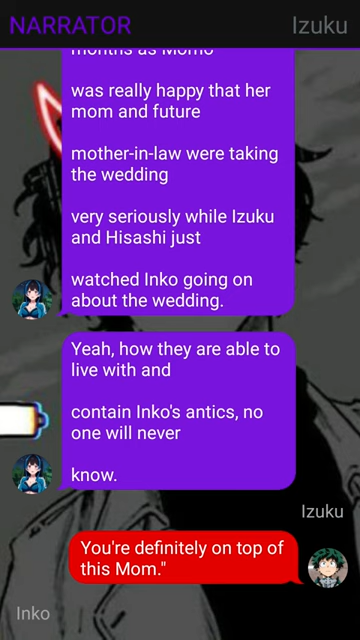 NARRATOR
Izuku
months as Momo
was really happy that her
mom and future
mother-in-law were taking
the wedding
very seriously while Izuku
and Hisashi just
watched Inko going on
about the wedding.
Yeah, how they are able to
live with and
contain Inko's antics, no
one will never
know.
Izuku
You're definitely on top of
this Mom."
Inko